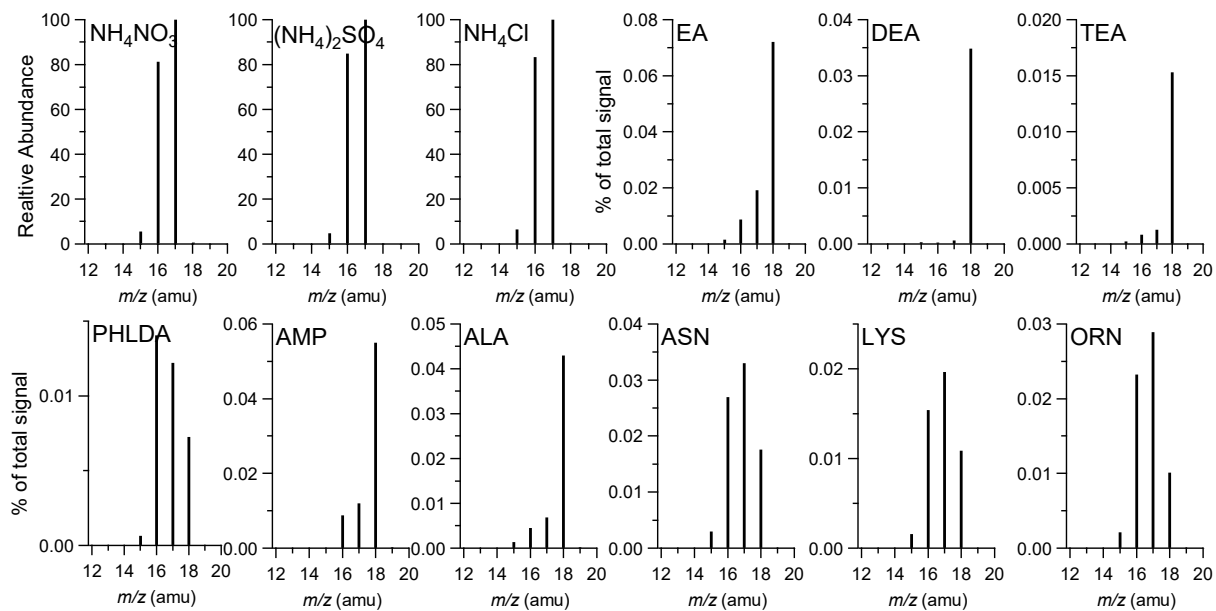 NH4NO3
(NH4)2SO4
NH4Cl
EA
DEA
TEA
Realtive Abundance
100
80
60
40
20
0
100
80
60
40
20
0
100
80
60
40
20
0
% of total signal
0.08
0.06
0.04
0.02
0.00
0.04
0.03
0.02
0.01
0.00
0.020
0.015
0.010
0.005
0.000
12 14 16 18 20
12 14 16 18 20
12 14 16 18 20
12 14 16 18 20
12 14 16 18 20
12 14 16 18 20
m/z (amu)
m/z (amu)
m/z (amu)
m/z (amu)
m/z (amu)
m/z (amu)
PHLDA
AMP
ALA
ASN
LYS
ORN
% of total signal
0.01
0.00
0.06
0.04
0.02
0.00
0.05
0.04
0.03
0.02
0.01
0.00
0.04
0.03
0.02
0.01
0.00
0.02
0.01
0.00
0.03
0.02
0.01
0.00
12 14 16 18 20
12 14 16 18 20
12 14 16 18 20
12 14 16 18 20
12 14 16 18 20
12 14 16 18 20
m/z (amu)
m/z (amu)
m/z (amu)
m/z (amu)
m/z (amu)
m/z (amu)